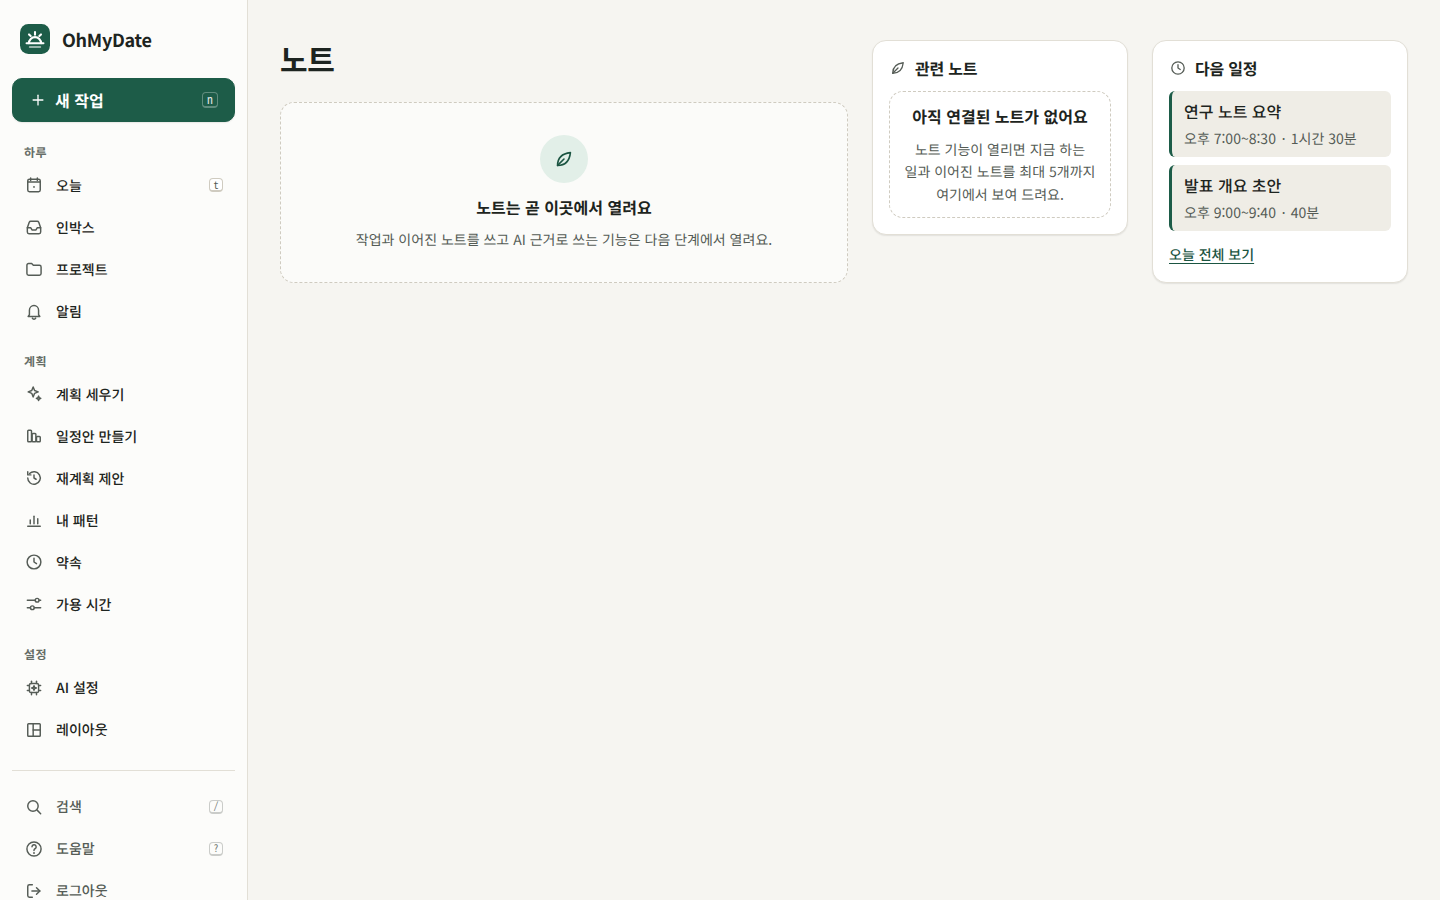 OhMyDate
새 작업
n
하루
오늘
t
인박스
프로젝트
알림
계획
계획 세우기
일정안 만들기
재계획 제안
내 패턴
약속
가용 시간
설정
AI 설정
레이아웃
검색
/
도움말
?
로그아웃
노트
노트는 곧 이곳에서 열려요
작업과 이어진 노트를 쓰고 AI 근거로 쓰는 기능은 다음 단계에서 열려요.
관련 노트
아직 연결된 노트가 없어요
노트 기능이 열리면 지금 하는
일과 이어진 노트를 최대 5개까지
여기에서 보여 드려요.
다음 일정
연구 노트 요약
오후 7:00~8:30 · 1시간 30분
발표 개요 초안
오후 9:00~9:40 · 40분
오늘 전체 보기